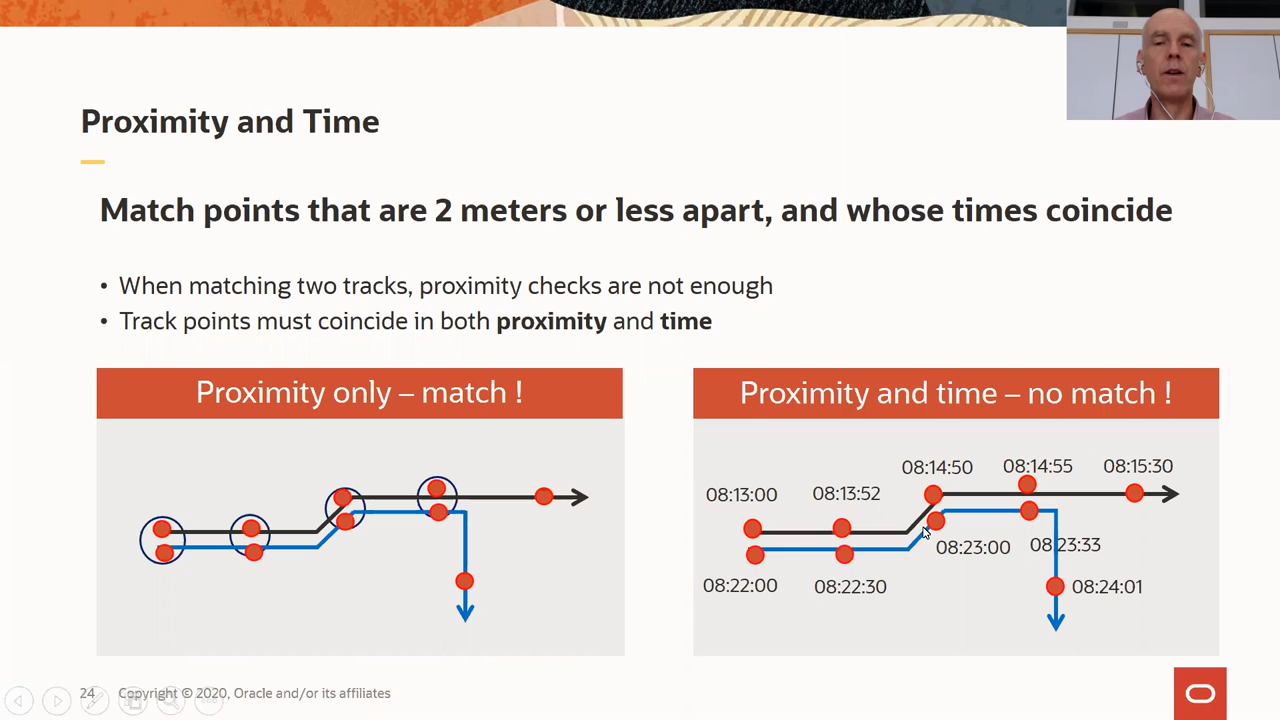 Proximity and Time
Match points that are 2 meters or less apart, and whose times coincide
• When matching two tracks, proximity checks are not enough
• Track points must coincide in both proximity and time
Proximity only – match !
Proximity and time – no match !
08:14:50
08:14:55
08:15:30
08:13:00
08:13:52
08:23:00
08:23:33
08:22:00
08:22:30
08:24:01
24
Copyright © 2020, Oracle and/or its affiliates